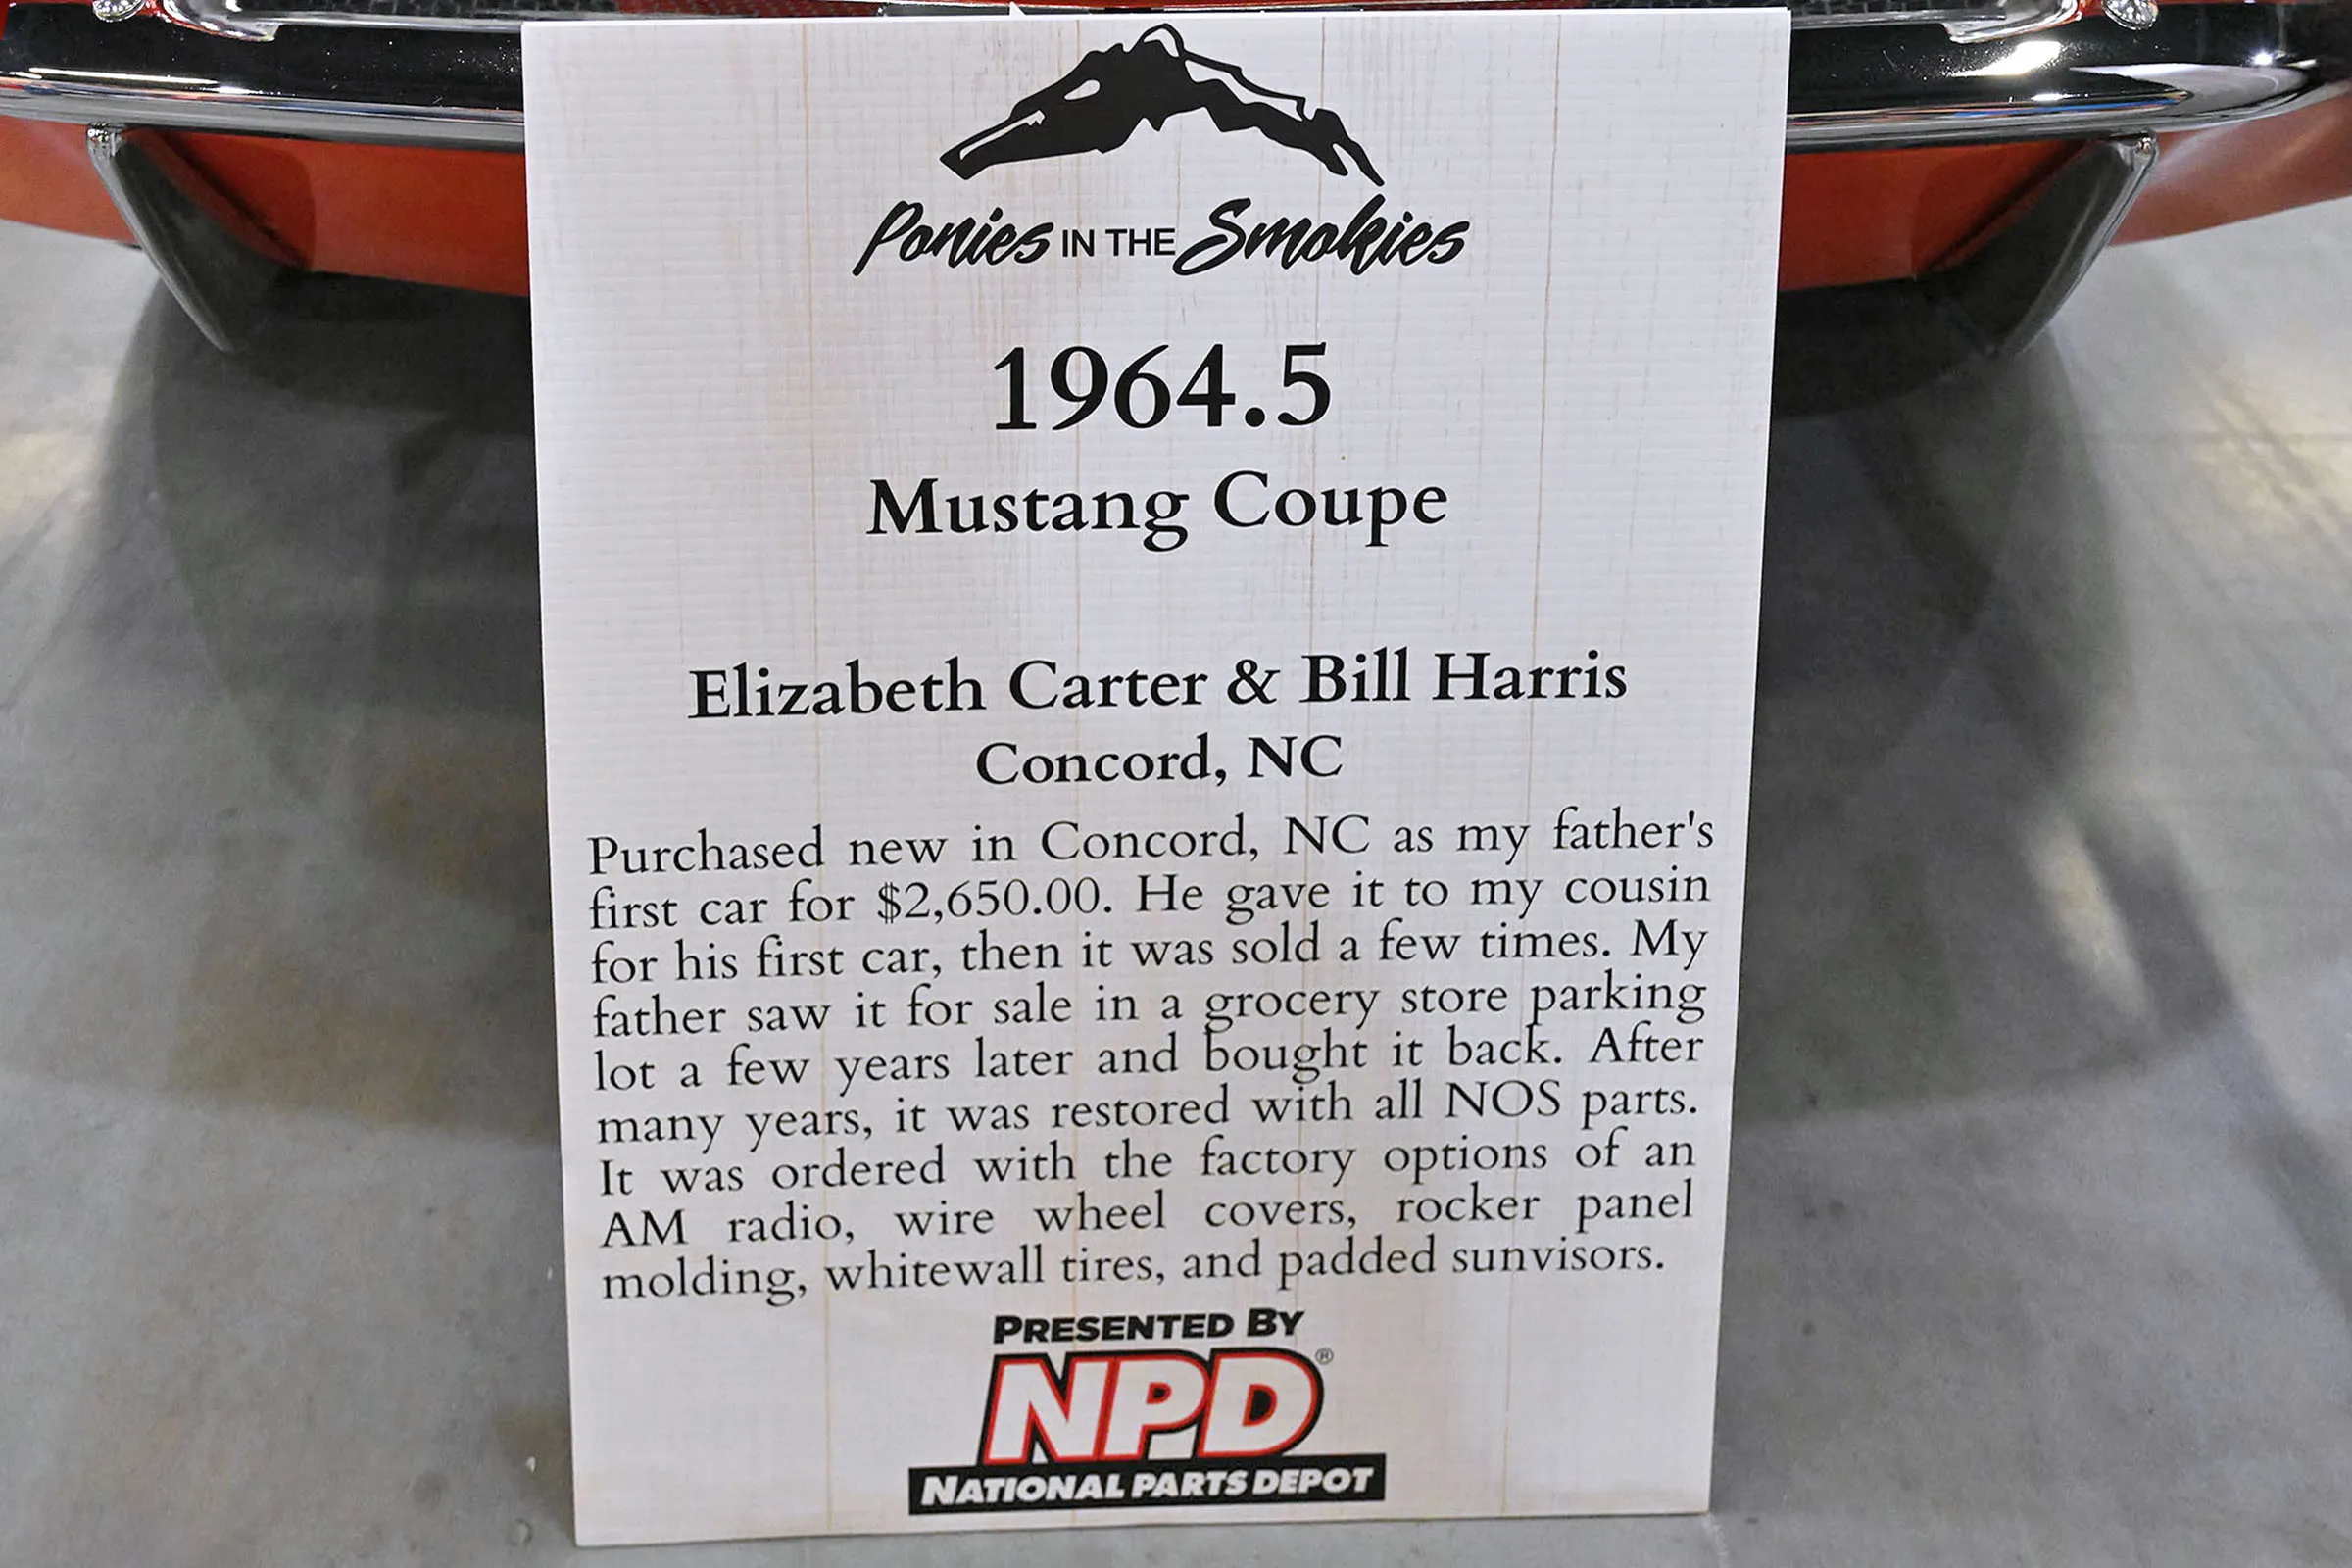 Ponies IN THE Smokies
1964.5
Mustang Coupe
Elizabeth Carter & Bill Harris
Concord, NC
Purchased new in Concord, NC as my father's
first car for $2,650.00. He gave it to my cousin
for his first car, then it was sold a few times. My
father saw it for sale in a grocery store parking
lot a few years later and bought it back. After
many years, it was restored with all NOS parts.
It was ordered with the factory options of an
AM radio, wire wheel covers, rocker panel
molding, whitewall tires, and padded sunvisors.
PRESENTED BY
NPD®
NATIONAL PARTS DEPOT